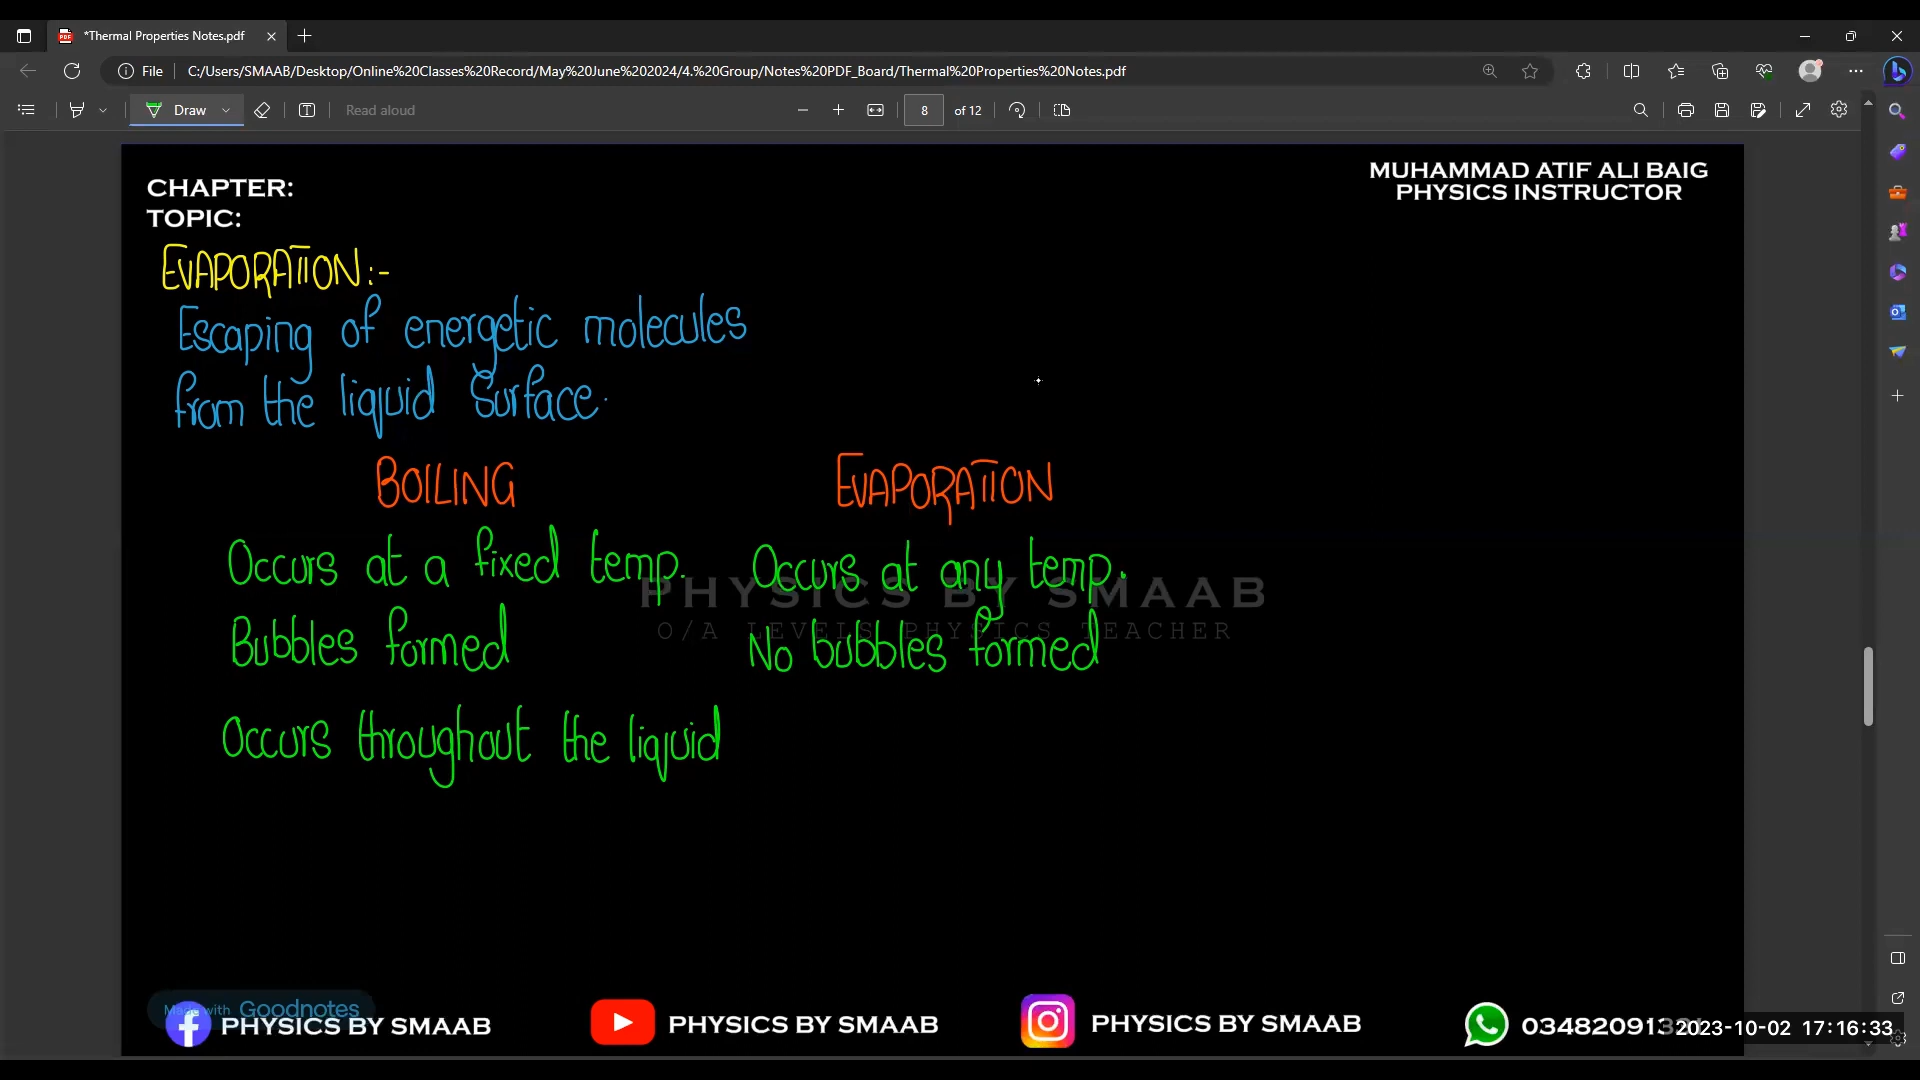 *Thermal Properties Notes.pdf
File C:/Users/SMAAB/Desktop/Online%20Classes%20Record/May%20June%202024/4.%20Group/Notes%20PDF_Board/Thermal%20Properties%20Notes.pdf
Draw Read aloud 8 of 12
CHAPTER:
TOPIC:
MUHAMMAD ATIF ALI BAIG
PHYSICS INSTRUCTOR
EVAPORATION:-
Escaping of energetic molecules
from the liquid Surface.
BOILING EVAPORATION
Occurs at a fixed temp. Occurs at any temp.
PHYSICS BY SMAAB
O/A LEVELS PHYSICS TEACHER
Bubbles formed No bubbles formed
Occurs throughout the liquid
Made with Goodnotes
PHYSICS BY SMAAB PHYSICS BY SMAAB PHYSICS BY SMAAB
2023-10-02 17:16:33